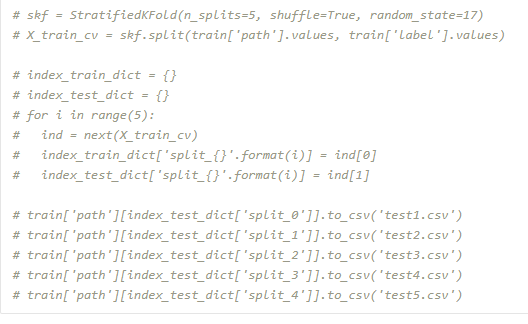 # skf = StratifiedKFold(n_splits=5, shuffle=True, random_state=17)
# X_train_cv = skf.split(train['path'].values, train['label'].values)

# index_train_dict = {}
# index_test_dict = {}
# for i in range(5):
#   ind = next(X_train_cv)
#   index_train_dict['split_{}'.format(i)] = ind[0]
#   index_test_dict['split_{}'.format(i)] = ind[1]

# train['path'][index_test_dict['split_0']].to_csv('test1.csv')
# train['path'][index_test_dict['split_1']].to_csv('test2.csv')
# train['path'][index_test_dict['split_2']].to_csv('test3.csv')
# train['path'][index_test_dict['split_3']].to_csv('test4.csv')
# train['path'][index_test_dict['split_4']].to_csv('test5.csv')